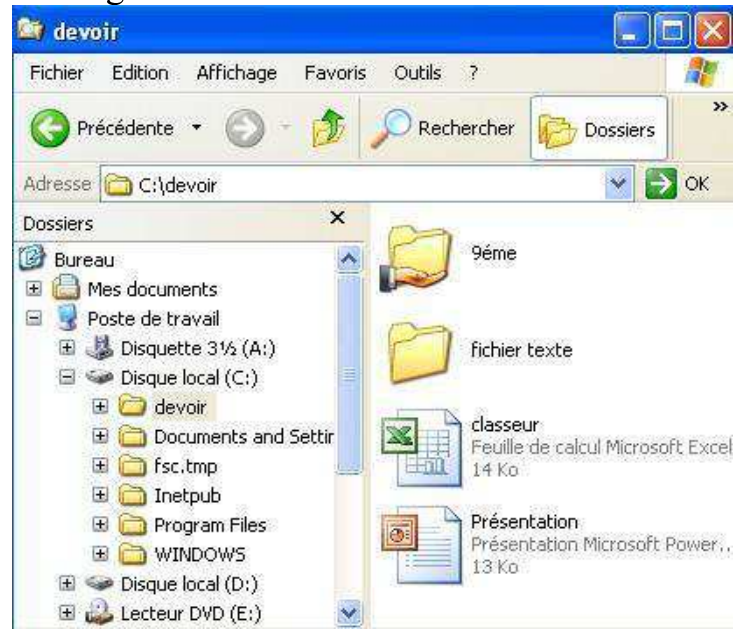 devoir
Fichier Edition Affichage Favoris Outils ?
Précédente Rechercher Dossiers »
Adresse C:\devoir OK
Dossiers x
Bureau
Mes documents
Poste de travail
Disquette 3½ (A:)
Disque local (C:)
devoir
Documents and Settir
fsc.tmp
Inetpub
Program Files
WINDOWS
Disque local (D:)
Lecteur DVD (E:)
9éme
fichier texte
classeur
Feuille de calcul Microsoft Excel
14 Ko
Présentation
Présentation Microsoft Power...
13 Ko